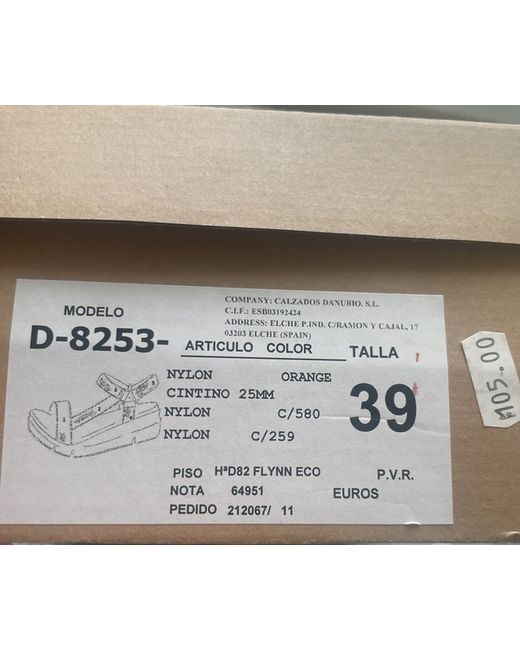 COMPANY: CALZADOS DANUBIO. S.L.
C.I.F.: ESB03192424
ADDRESS: ELCHE P.IND. C/RAMON Y CAJAL, 17
03203 ELCHE (SPAIN)
MODELO
D-8253-
ARTICULO COLOR
TALLA
NYLON ORANGE
CINTINO 25MM
NYLON C/580
NYLON C/259
39
PISO HªD82 FLYNN ECO
P.V.R.
NOTA 64951
EUROS
PEDIDO 212067/ 11
105.00